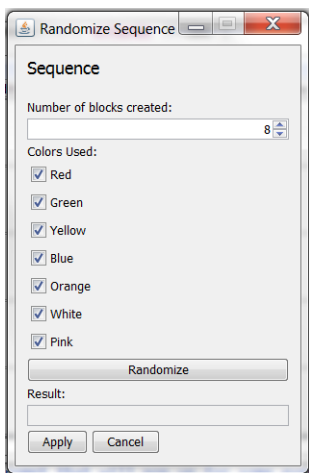 Randomize Sequence
Sequence
Number of blocks created:
8
Colors Used:
Red
Green
Yellow
Blue
Orange
White
Pink
Randomize
Result:
Apply Cancel